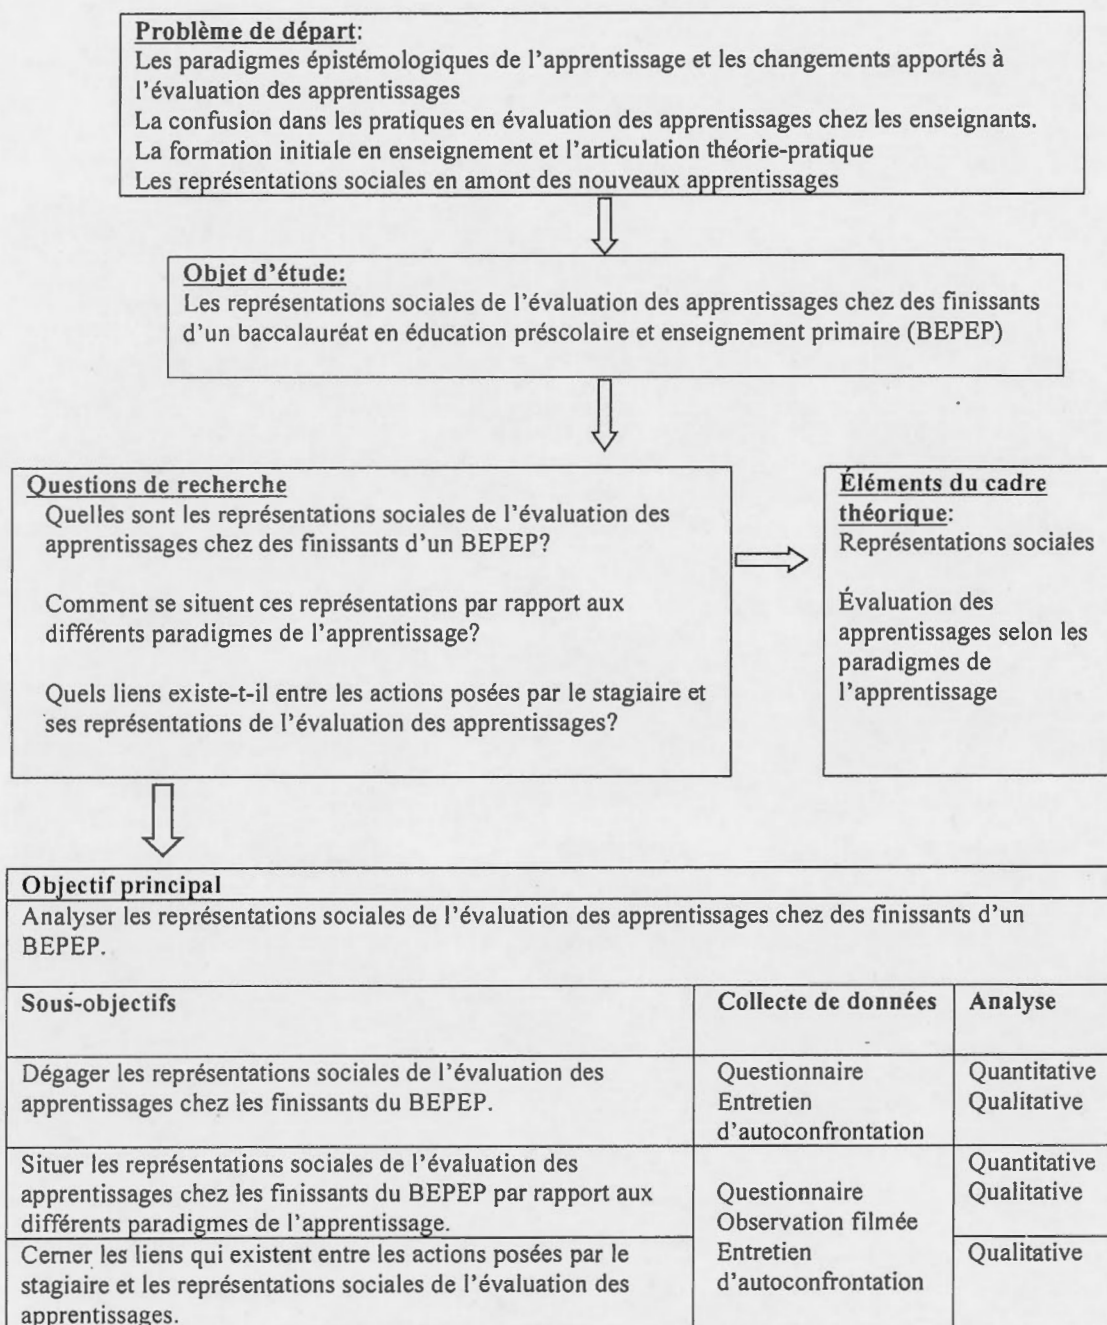 Problème de départ:
Les paradigmes épistémologiques de l'apprentissage et les changements apportés à
l'évaluation des apprentissages
La confusion dans les pratiques en évaluation des apprentissages chez les enseignants.
La formation initiale en enseignement et l'articulation théorie-pratique
Les représentations sociales en amont des nouveaux apprentissages
Objet d'étude:
Les représentations sociales de l'évaluation des apprentissages chez des finissants
d'un baccalauréat en éducation préscolaire et enseignement primaire (BEPEP)
Questions de recherche
Quelles sont les représentations sociales de l'évaluation des
apprentissages chez des finissants d'un BEPEP?
Comment se situent ces représentations par rapport aux
différents paradigmes de l'apprentissage?
Quels liens existe-t-il entre les actions posées par le stagiaire et
ses représentations de l'évaluation des apprentissages?
Éléments du cadre
théorique:
Représentations sociales
Évaluation des
apprentissages selon les
paradigmes de
l'apprentissage
Objectif principal
Analyser les représentations sociales de l'évaluation des apprentissages chez des finissants d'un
BEPEP.
Sous-objectifs
Collecte de données
Analyse
Dégager les représentations sociales de l'évaluation des
apprentissages chez les finissants du BEPEP.
Questionnaire
Entretien
d'autoconfrontation
Quantitative
Qualitative
Situer les représentations sociales de l'évaluation des
apprentissages chez les finissants du BEPEP par rapport aux
différents paradigmes de l'apprentissage.
Questionnaire
Observation filmée
Entretien
d'autoconfrontation
Quantitative
Qualitative
Cerner les liens qui existent entre les actions posées par le
stagiaire et les représentations sociales de l'évaluation des
apprentissages.
Qualitative